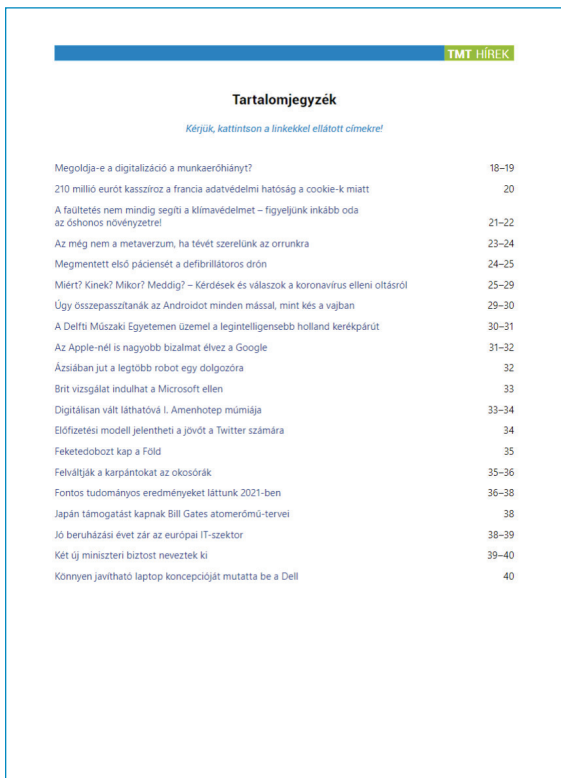 TMT HÍREK
Tartalomjegyzék
Kérjük, kattintson a linkekkel ellátott címekre!
Megoldja-e a digitalizáció a munkaerőhiányt? 18–19
210 millió eurót kasszíroz a francia adatvédelmi hatóság a cookie-k miatt 20
A faültetés nem mindig segíti a klímavédelmet – figyeljünk inkább oda
az őshonos növényzetre! 21–22
Az még nem a metaverzum, ha tévét szerelünk az orrunkra 23–24
Megmentett első páciensét a defibrillátoros drón 24–25
Miért? Kinek? Mikor? Meddig? – Kérdések és válaszok a koronavírus elleni oltásról 25–29
Úgy összepasszítanák az Androidot minden mással, mint kés a vajban 29–30
A Delfti Műszaki Egyetemen üzemel a legintelligensebb holland kerékpárút 30–31
Az Apple-nél is nagyobb bizalmat élvez a Google 31–32
Ázsiában jut a legtöbb robot egy dolgozóra 32
Brit vizsgálat indulhat a Microsoft ellen 33
Digitálisan vált láthatóvá I. Amenhotep múmiája 33–34
Előfizetési modell jelentheti a jövőt a Twitter számára 34
Feketedobozt kap a Föld 35
Felváltják a karpántokat az okosórák 35–36
Fontos tudományos eredményeket láttunk 2021-ben 36–38
Japán támogatást kapnak Bill Gates atomerőmű-tervei 38
Jó beruházási évet zár az európai IT-szektor 38–39
Két új miniszteri biztost neveztek ki 39–40
Könnyen javítható laptop koncepcióját mutatta be a Dell 40